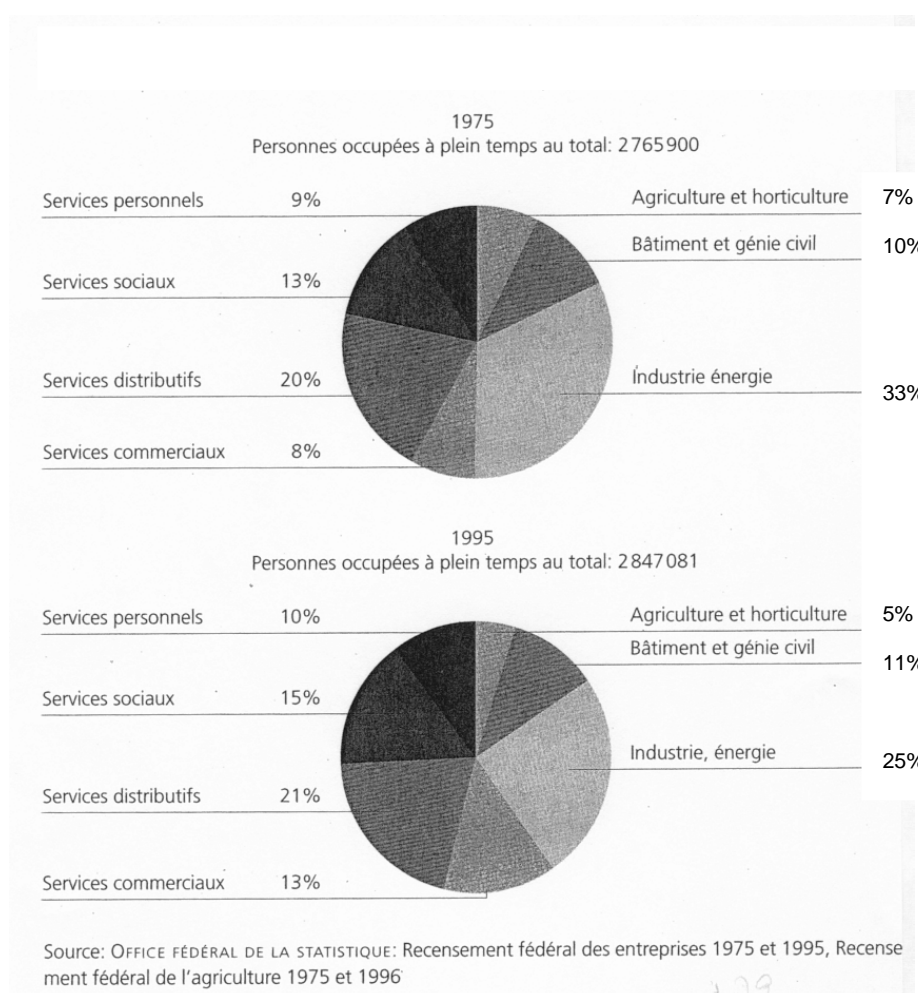 1975
Personnes occupées à plein temps au total: 2765900
Services personnels 9%
Agriculture et horticulture 7%
Bâtiment et génie civil 10%
Services sociaux 13%
Industrie énergie 33%
Services distributifs 20%
Services commerciaux 8%
1995
Personnes occupées à plein temps au total: 2847081
Services personnels 10%
Agriculture et horticulture 5%
Bâtiment et génie civil 11%
Services sociaux 15%
Industrie, énergie 25%
Services distributifs 21%
Services commerciaux 13%
Source: OFFICE FÉDÉRAL DE LA STATISTIQUE: Recensement fédéral des entreprises 1975 et 1995, Recense
ment fédéral de l'agriculture 1975 et 1996